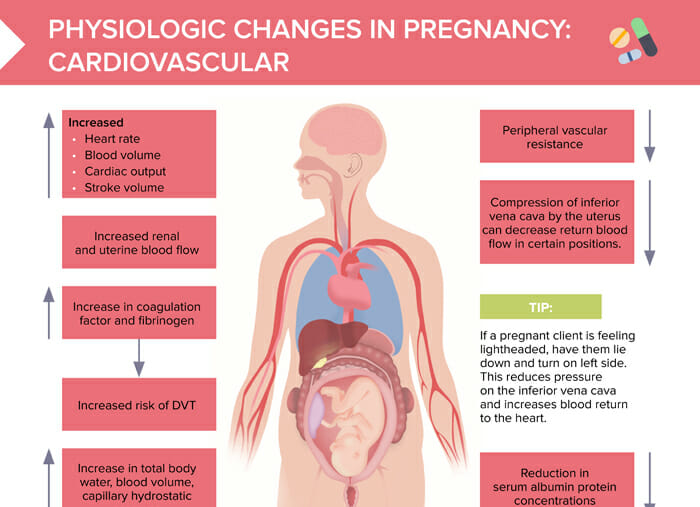 PHYSIOLOGIC CHANGES IN PREGNANCY:
CARDIOVASCULAR
Increased
• Heart rate
• Blood volume
• Cardiac output
• Stroke volume
Increased renal
and uterine blood flow
Increase in coagulation
factor and fibrinogen
Increased risk of DVT
Increase in total body
water, blood volume,
capillary hydrostatic
Peripheral vascular
resistance
Compression of inferior
vena cava by the uterus
can decrease return blood
flow in certain positions.
TIP:
If a pregnant client is feeling
lightheaded, have them lie
down and turn on left side.
This reduces pressure
on the inferior vena cava
and increases blood return
to the heart.
Reduction in
serum albumin protein
concentrations